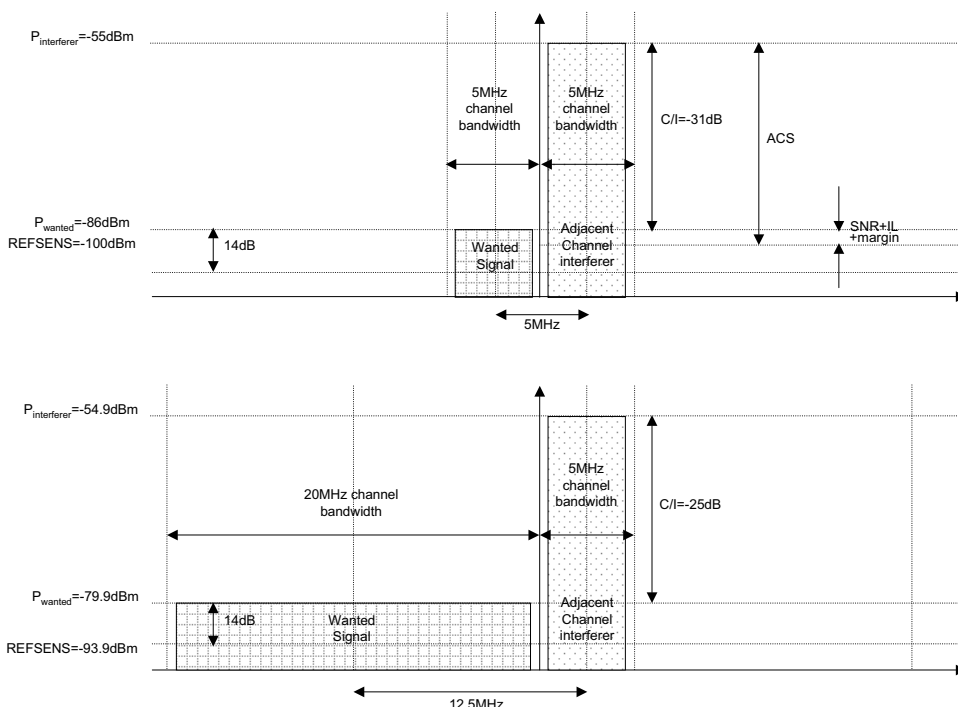 P_interferer=-55dBm
5MHz
channel
bandwidth
5MHz
channel
bandwidth
C/I=-31dB
ACS
P_wanted=-86dBm
REFSENS=-100dBm
14dB
Wanted
Signal
Adjacent
Channel
interferer
SNR+IL
+margin
5MHz
P_interferer=-54.9dBm
20MHz channel
bandwidth
5MHz
channel
bandwidth
C/I=-25dB
P_wanted=-79.9dBm
14dB
Wanted
Signal
Adjacent
Channel
interferer
REFSENS=-93.9dBm
12.5MHz